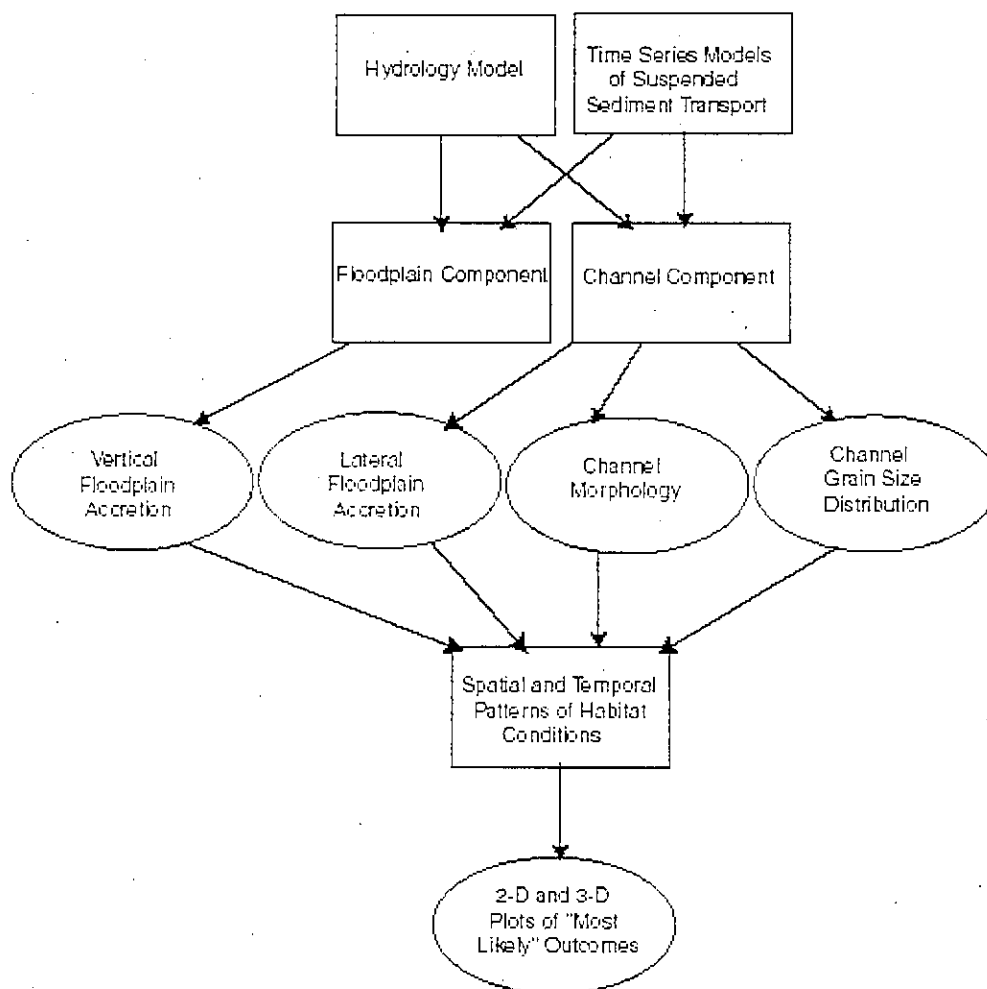 Hydrology Model
Time Series Models
of Suspended
Sediment Transport
Floodplain Component
Channel Component
Vertical
Floodplain
Accretion
Lateral
Floodplain
Accretion
Channel
Morphology
Channel
Grain Size
Distribution
Spatial and Temporal
Patterns of Habitat
Conditions
2-D and 3-D
Plots of "Most
Likely" Outcomes